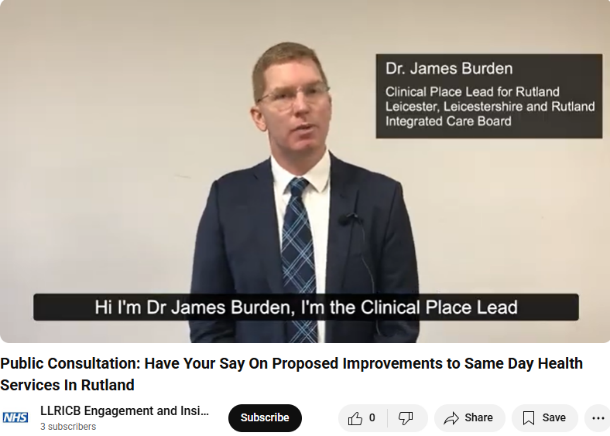 Dr. James Burden
Clinical Place Lead for Rutland
Leicester, Leicestershire and Rutland
Integrated Care Board
Hi I'm Dr James Burden, I'm the Clinical Place Lead
Public Consultation: Have Your Say On Proposed Improvements to Same Day Health
Services In Rutland
NHS
LLRICB Engagement and Insi...
3 subscribers
Subscribe
0
Share
Save